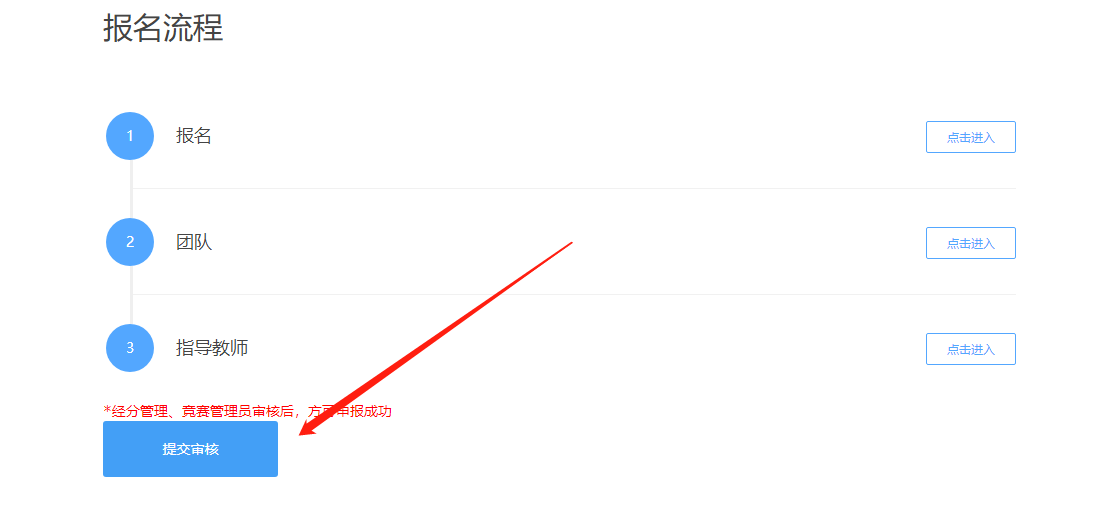 报名流程
1 报名 点击进入
2 团队 点击进入
3 指导教师 点击进入
*经分管理、竞赛管理员审核后，方可申报成功
提交审核